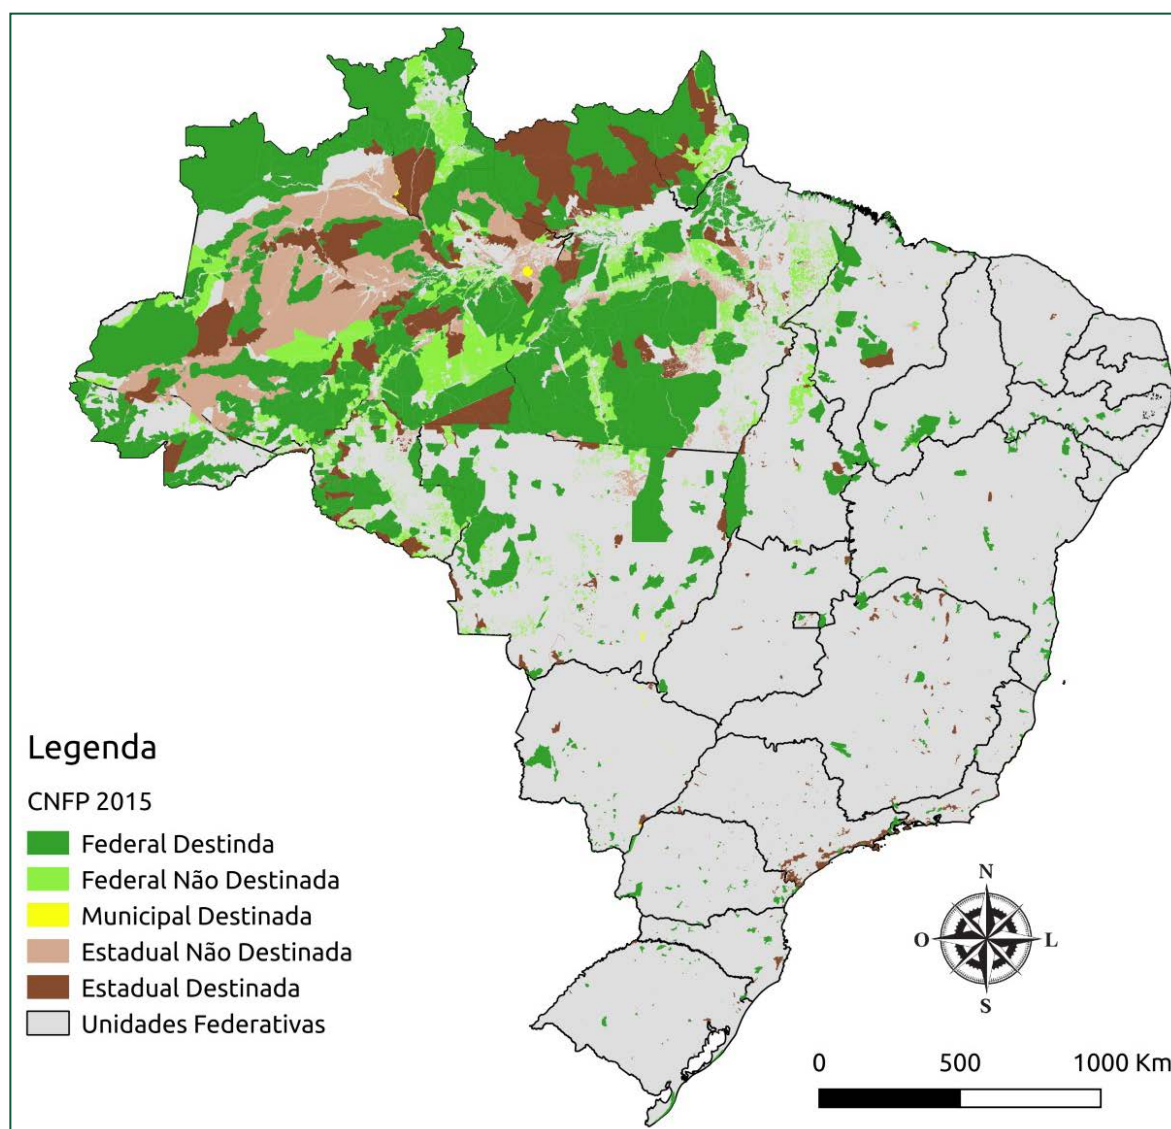 Legenda
CNFP 2015
Federal Destinda
Federal Não Destinada
Municipal Destinada
Estadual Não Destinada
Estadual Destinada
Unidades Federativas
N
O L
S
0 500 1000 Km